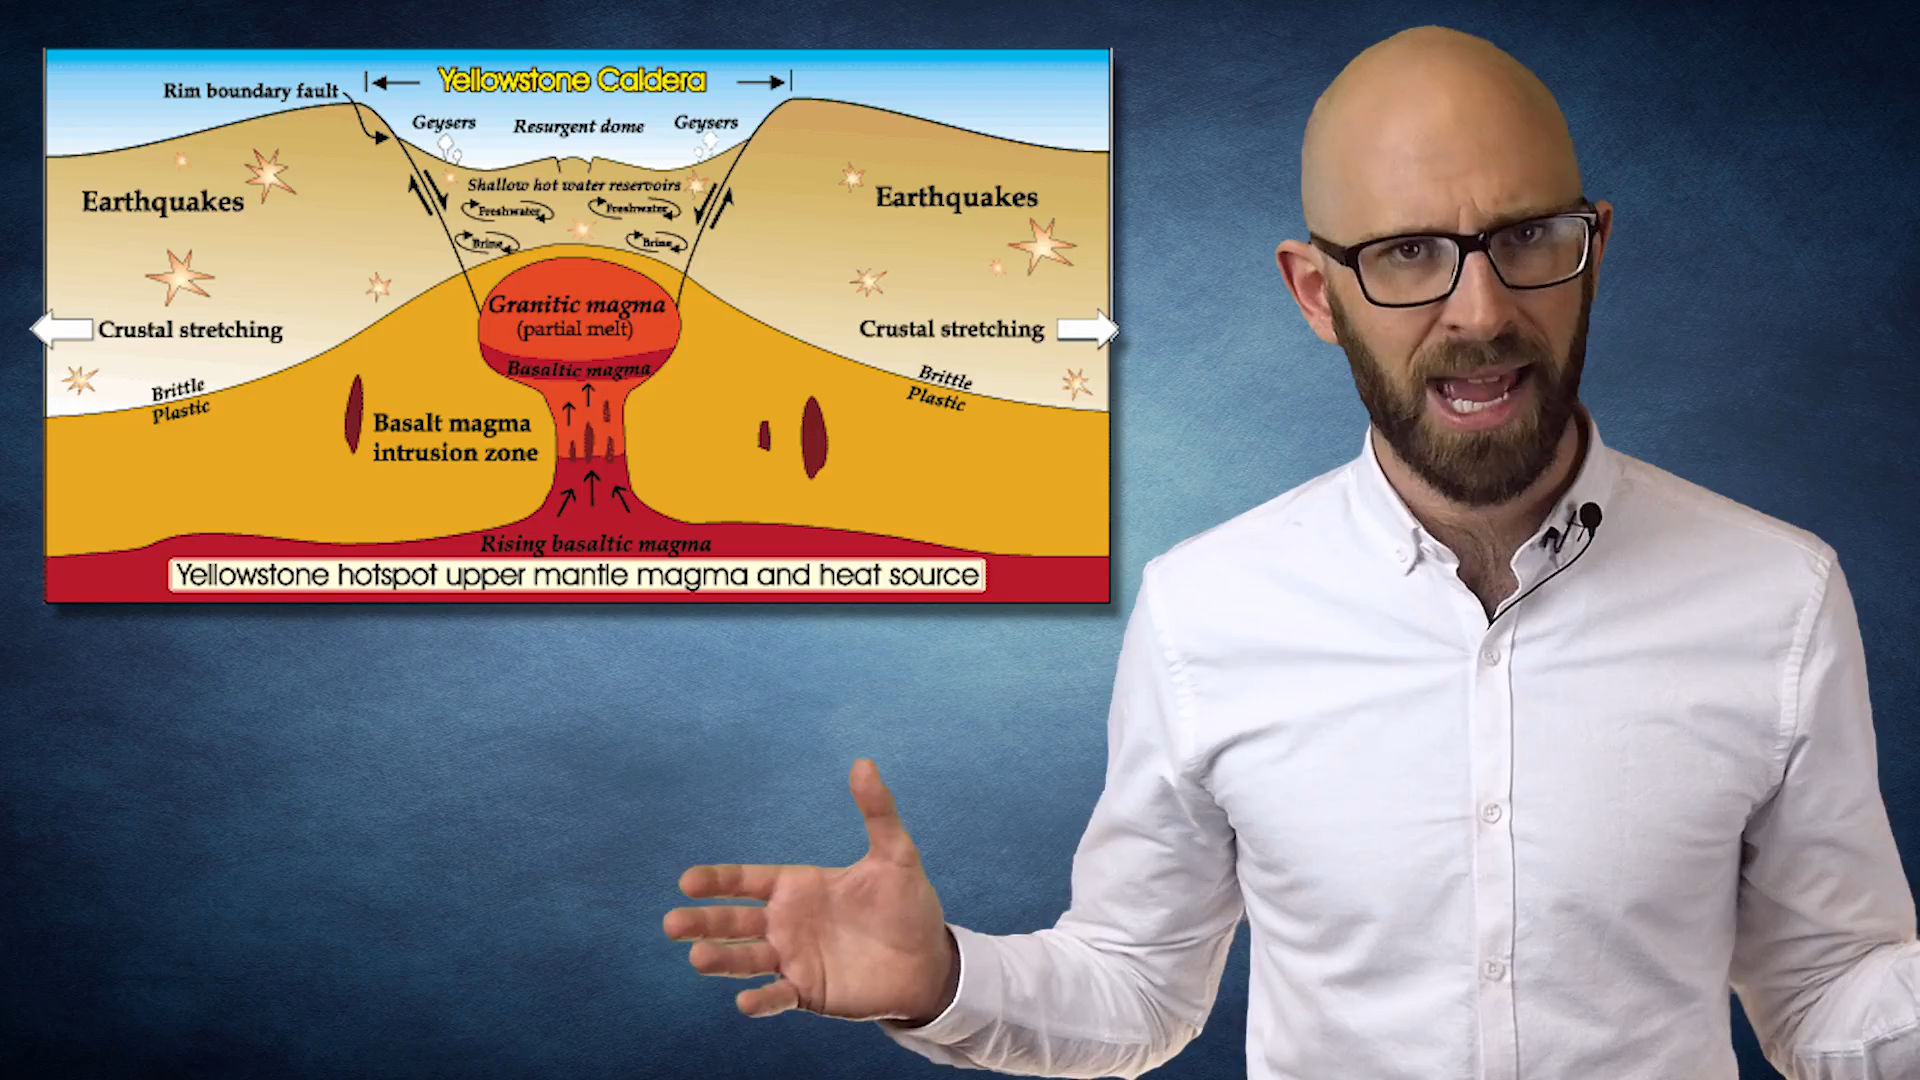 Yellowstone Caldera
Rim boundary fault
Geysers
Resurgent dome
Geysers
Shallow hot water reservoirs
Earthquakes
Freshwater
Freshwater
Earthquakes
Brine
Brine
Granitic magma
(partial melt)
Crustal stretching
Crustal stretching
Basaltic magma
Brittle
Plastic
Brittle
Plastic
Basalt magma
intrusion zone
Rising basaltic magma
Yellowstone hotspot upper mantle magma and heat source